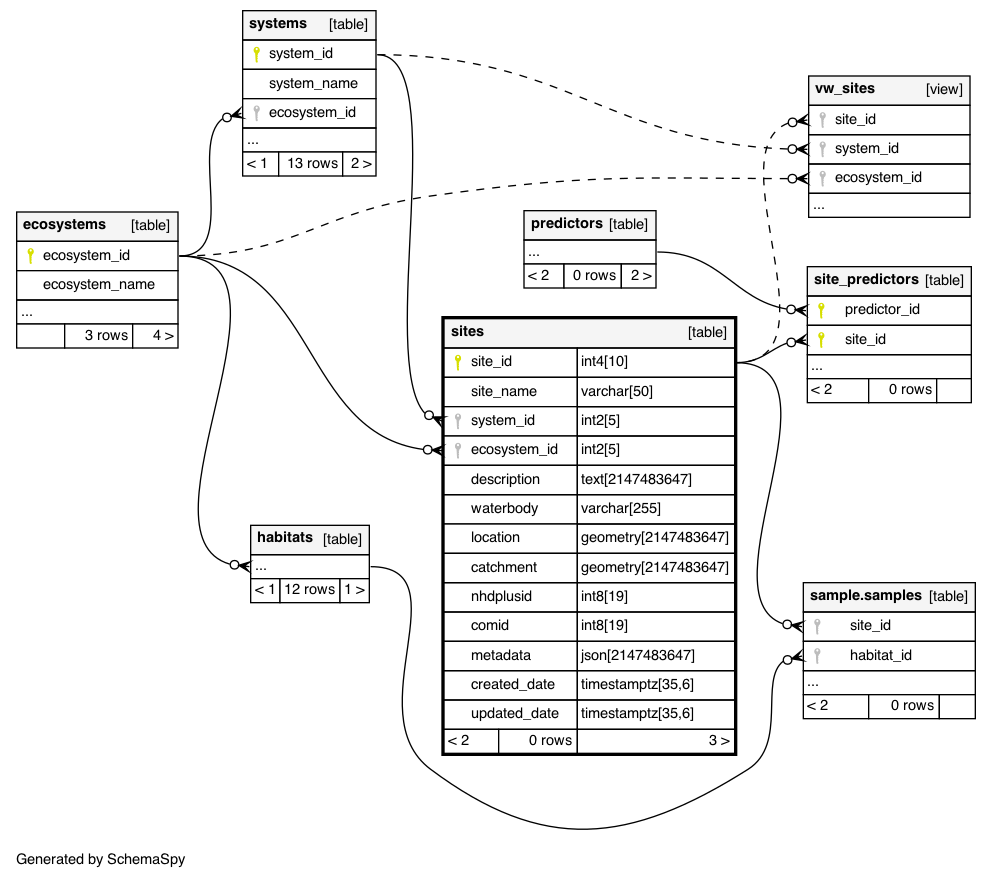 systems [table]
system_id
system_name
ecosystem_id
...
< 1 13 rows 2 >
vw_sites [view]
site_id
system_id
ecosystem_id
...
ecosystems [table]
ecosystem_id
ecosystem_name
...
3 rows 4 >
predictors [table]
...
< 2 0 rows 2 >
site_predictors [table]
predictor_id
site_id
...
< 2 0 rows
sites [table]
site_id int4[10]
site_name varchar[50]
system_id int2[5]
ecosystem_id int2[5]
description text[2147483647]
waterbody varchar[255]
location geometry[2147483647]
catchment geometry[2147483647]
nhdplusid int8[19]
comid int8[19]
metadata json[2147483647]
created_date timestamptz[35,6]
updated_date timestamptz[35,6]
< 2 0 rows 3 >
habitats [table]
...
< 1 12 rows 1 >
sample.samples [table]
site_id
habitat_id
...
< 2 0 rows
Generated by SchemaSpy